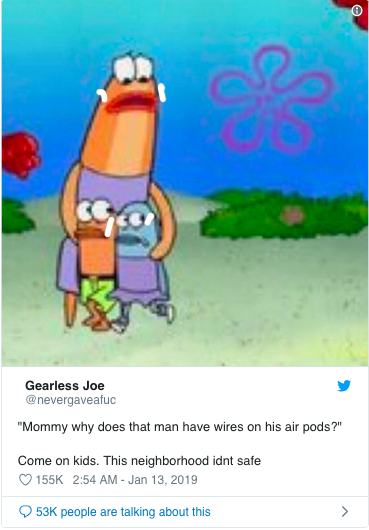 Gearless Joe
@nevergaveafuc
"Mommy why does that man have wires on his air pods?"
Come on kids. This neighborhood idnt safe
155K 2:54 AM - Jan 13, 2019
53K people are talking about this